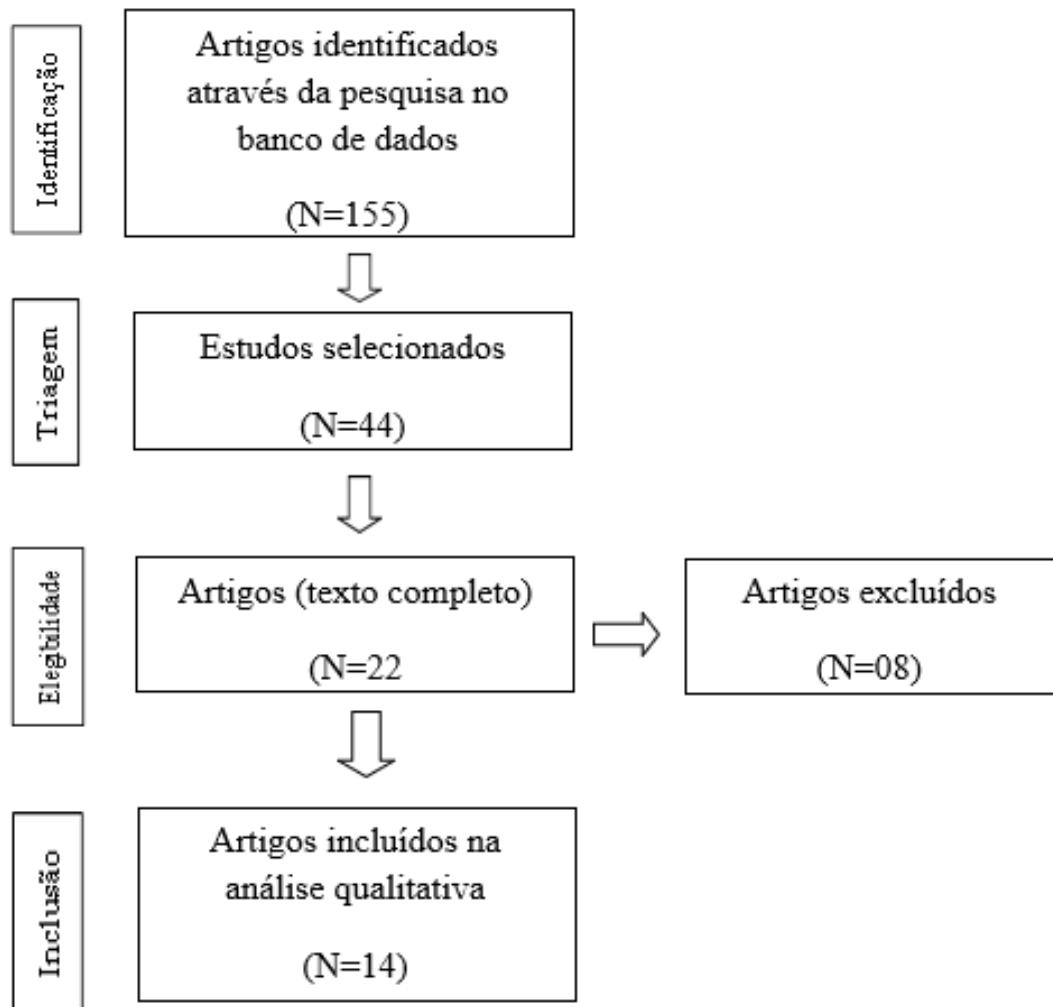 Identificação
Artigos identificados
através da pesquisa no
banco de dados
(N=155)
Triagem
Estudos selecionados
(N=44)
Elegibilidade
Artigos (texto completo)
(N=22
Artigos excluídos
(N=08)
Inclusão
Artigos incluídos na
análise qualitativa
(N=14)